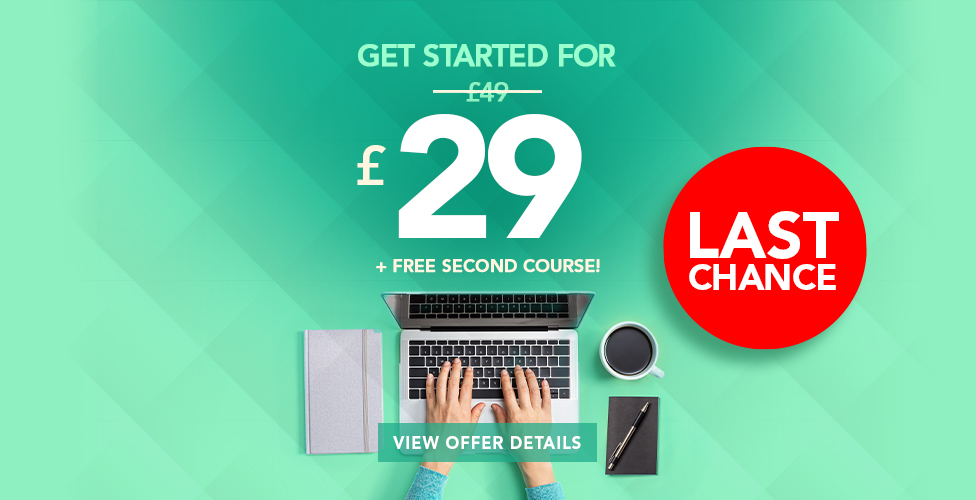 GET STARTED FOR
£49
£29
+ FREE SECOND COURSE!
LAST
CHANCE
VIEW OFFER DETAILS